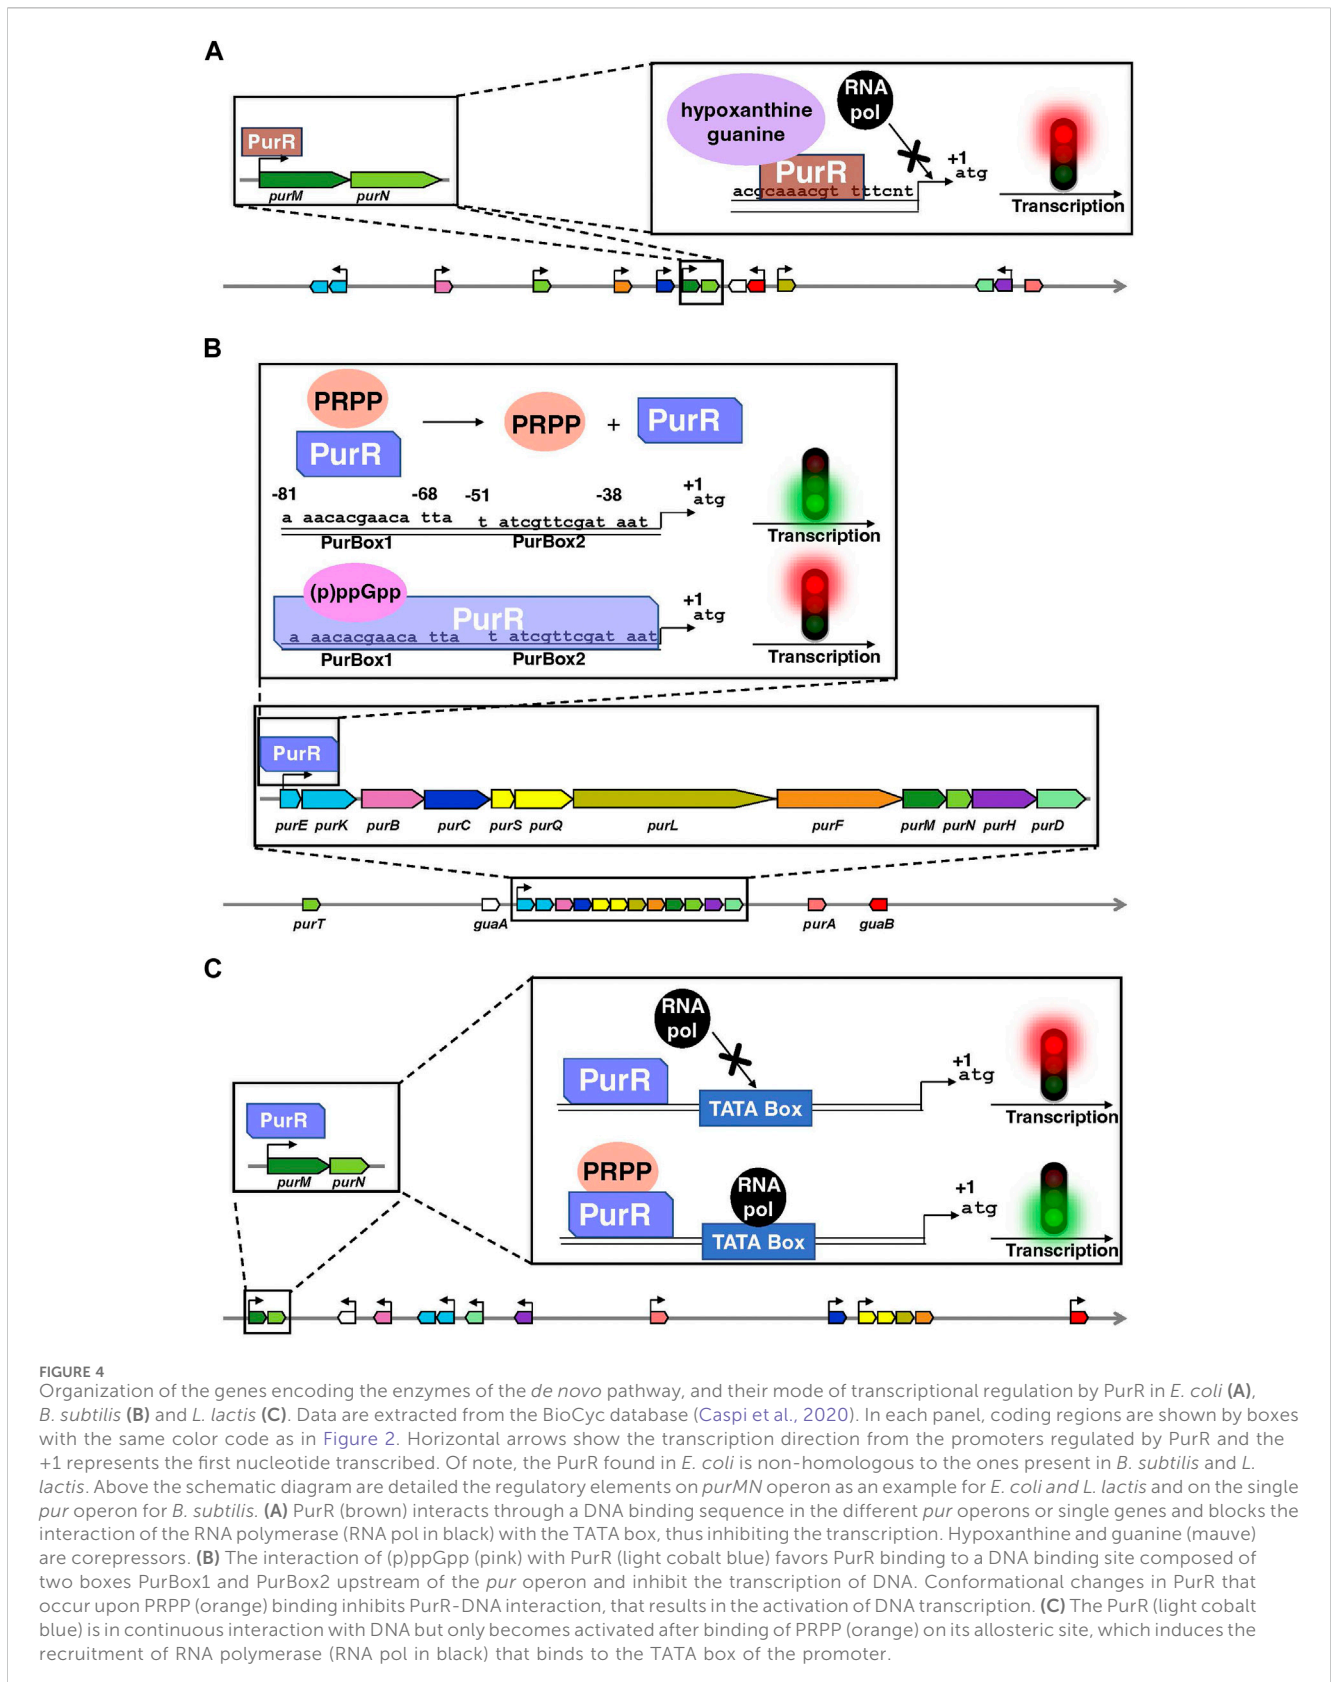 A
PurR
purM
purN
hypoxanthine
guanine
RNA
pol
PurR
acgcaaacgt tttcnt
+1
atg
Transcription
B
PRPP
PurR
PRPP
+
PurR
-81
-68
-51
-38
+1
atg
a aacacgaaca tta
t atcgttcgat aat
PurBox1
PurBox2
Transcription
(p)ppGpp
PurR
+1
atg
a aacacgaaca tta
t atcgttcgat aat
PurBox1
PurBox2
Transcription
PurR
purE
purK
purB
purC
purS
purQ
purL
purF
purM
purN
purH
purD
purT
guaA
purA
guaB
C
PurR
purM
purN
RNA
pol
PurR
TATA Box
+1
atg
Transcription
PRPP
PurR
RNA
pol
TATA Box
+1
atg
Transcription
FIGURE 4
Organization of the genes encoding the enzymes of the de novo pathway, and their mode of transcriptional regulation by PurR in E. coli (A),
B. subtilis (B) and L. lactis (C). Data are extracted from the BioCyc database (Caspi et al., 2020). In each panel, coding regions are shown by boxes
with the same color code as in Figure 2. Horizontal arrows show the transcription direction from the promoters regulated by PurR and the
+1 represents the first nucleotide transcribed. Of note, the PurR found in E. coli is non-homologous to the ones present in B. subtilis and L.
lactis. Above the schematic diagram are detailed the regulatory elements on purMN operon as an example for E. coli and L. lactis and on the single
pur operon for B. subtilis. (A) PurR (brown) interacts through a DNA binding sequence in the different pur operons or single genes and blocks the
interaction of the RNA polymerase (RNA pol in black) with the TATA box, thus inhibiting the transcription. Hypoxanthine and guanine (mauve)
are corepressors. (B) The interaction of (p)ppGpp (pink) with PurR (light cobalt blue) favors PurR binding to a DNA binding site composed of
two boxes PurBox1 and PurBox2 upstream of the pur operon and inhibit the transcription of DNA. Conformational changes in PurR that
occur upon PRPP (orange) binding inhibits PurR-DNA interaction, that results in the activation of DNA transcription. (C) The PurR (light cobalt
blue) is in continuous interaction with DNA but only becomes activated after binding of PRPP (orange) on its allosteric site, which induces the
recruitment of RNA polymerase (RNA pol in black) that binds to the TATA box of the promoter.